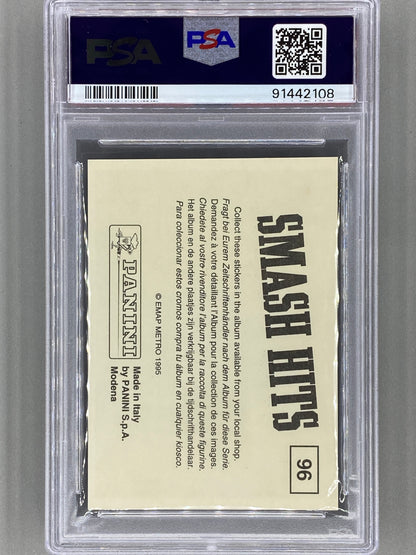 PSA
PSA
91442108
SMASH HITS
96
Collect these stickers in the album available from your local shop.
Fragt bei Eurem Zeitschriftenhändler nach dem Album für diese Serie.
Demandez à votre détaillant l'Album pour la collection de ces images.
Chiedete al vostro rivenditore l'album per la raccolta di queste figurine.
Het album en de andere plaatjes zijn verkrijgbaar bij de tijdschrifthandelaar.
Para coleccionar estos cromos compra tu álbum en cualquier kiosco.
© EMAP METRO 1995
PANINI
Made in Italy
by PANINI S.p.A.
Modena